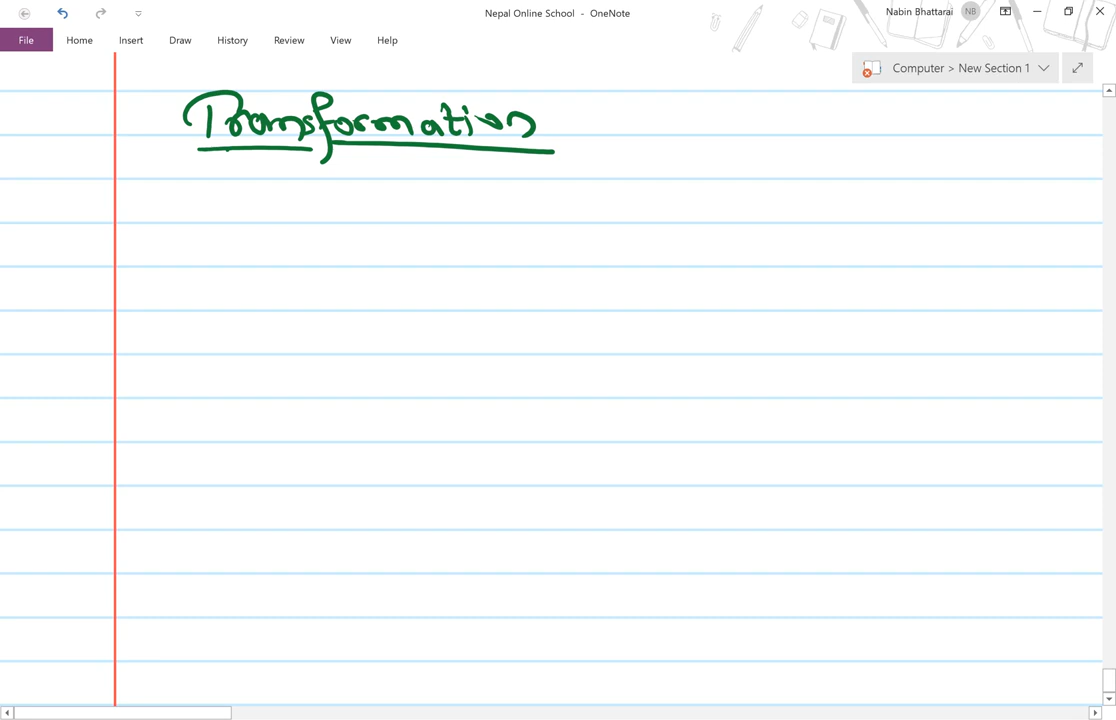 Nepal Online School - OneNote
Nabin Bhattarai NB
File Home Insert Draw History Review View Help
Computer > New Section 1
Transformation